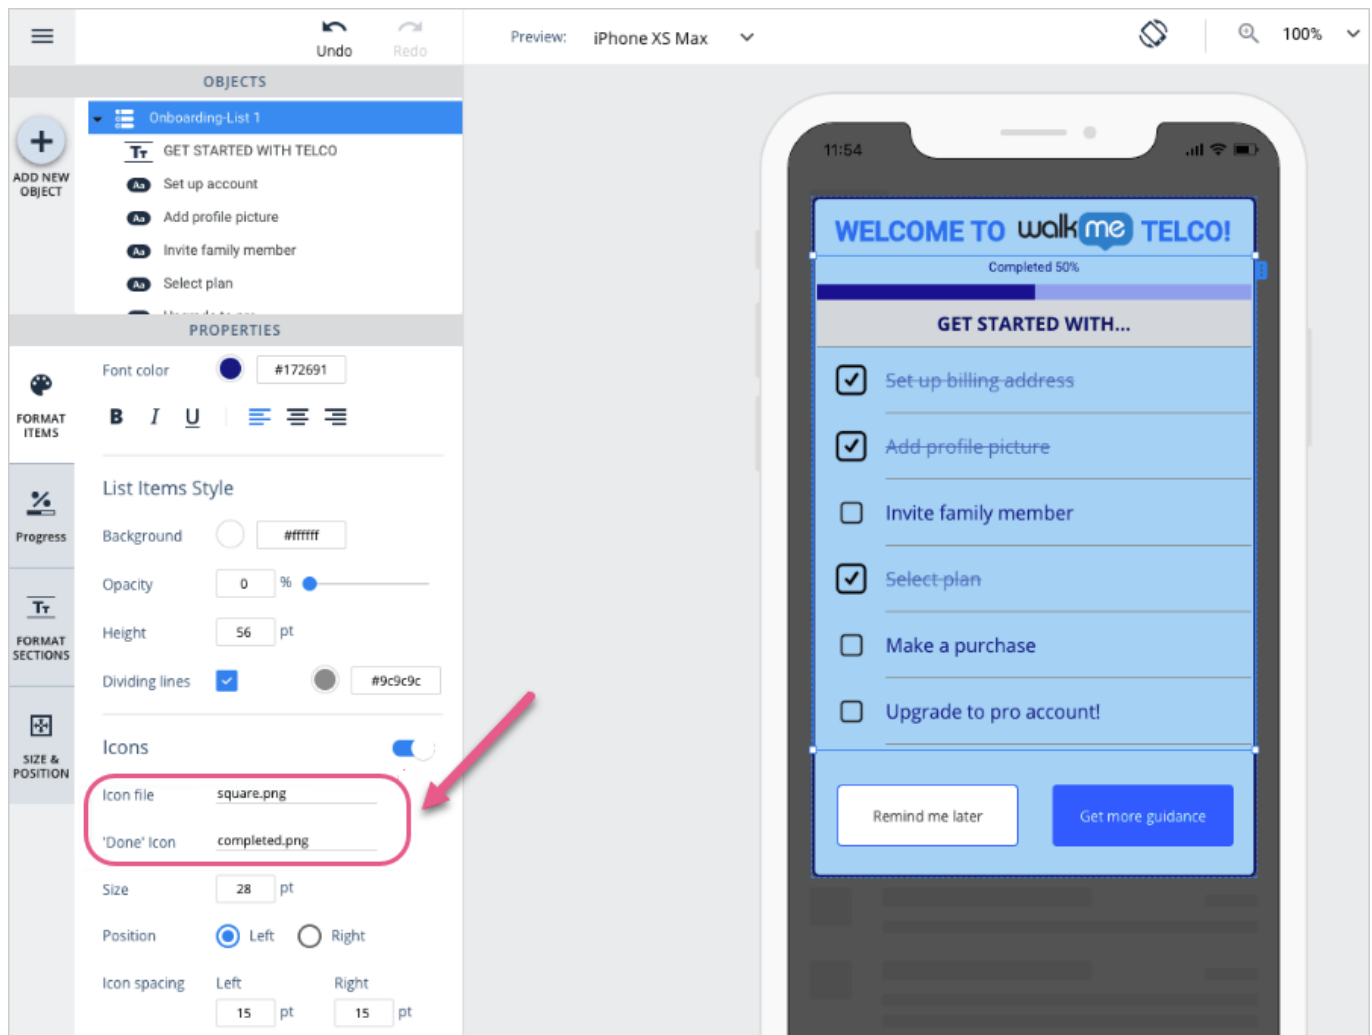 Undo
Redo
Preview: iPhone XS Max
100%
OBJECTS
ADD NEW
OBJECT
Onboarding-List 1
GET STARTED WITH TELCO
Set up account
Add profile picture
Invite family member
Select plan
PROPERTIES
FORMAT
ITEMS
Progress
FORMAT
SECTIONS
SIZE &
POSITION
Font color #172691
B I U
List Items Style
Background #ffffff
Opacity 0 %
Height 56 pt
Dividing lines #9c9c9c
Icons
Icon file square.png
'Done' Icon completed.png
Size 28 pt
Position Left Right
Icon spacing Left Right
15 pt 15 pt
11:54
WELCOME TO walkme TELCO!
Completed 50%
GET STARTED WITH...
Set up billing address
Add profile picture
Invite family member
Select plan
Make a purchase
Upgrade to pro account!
Remind me later
Get more guidance